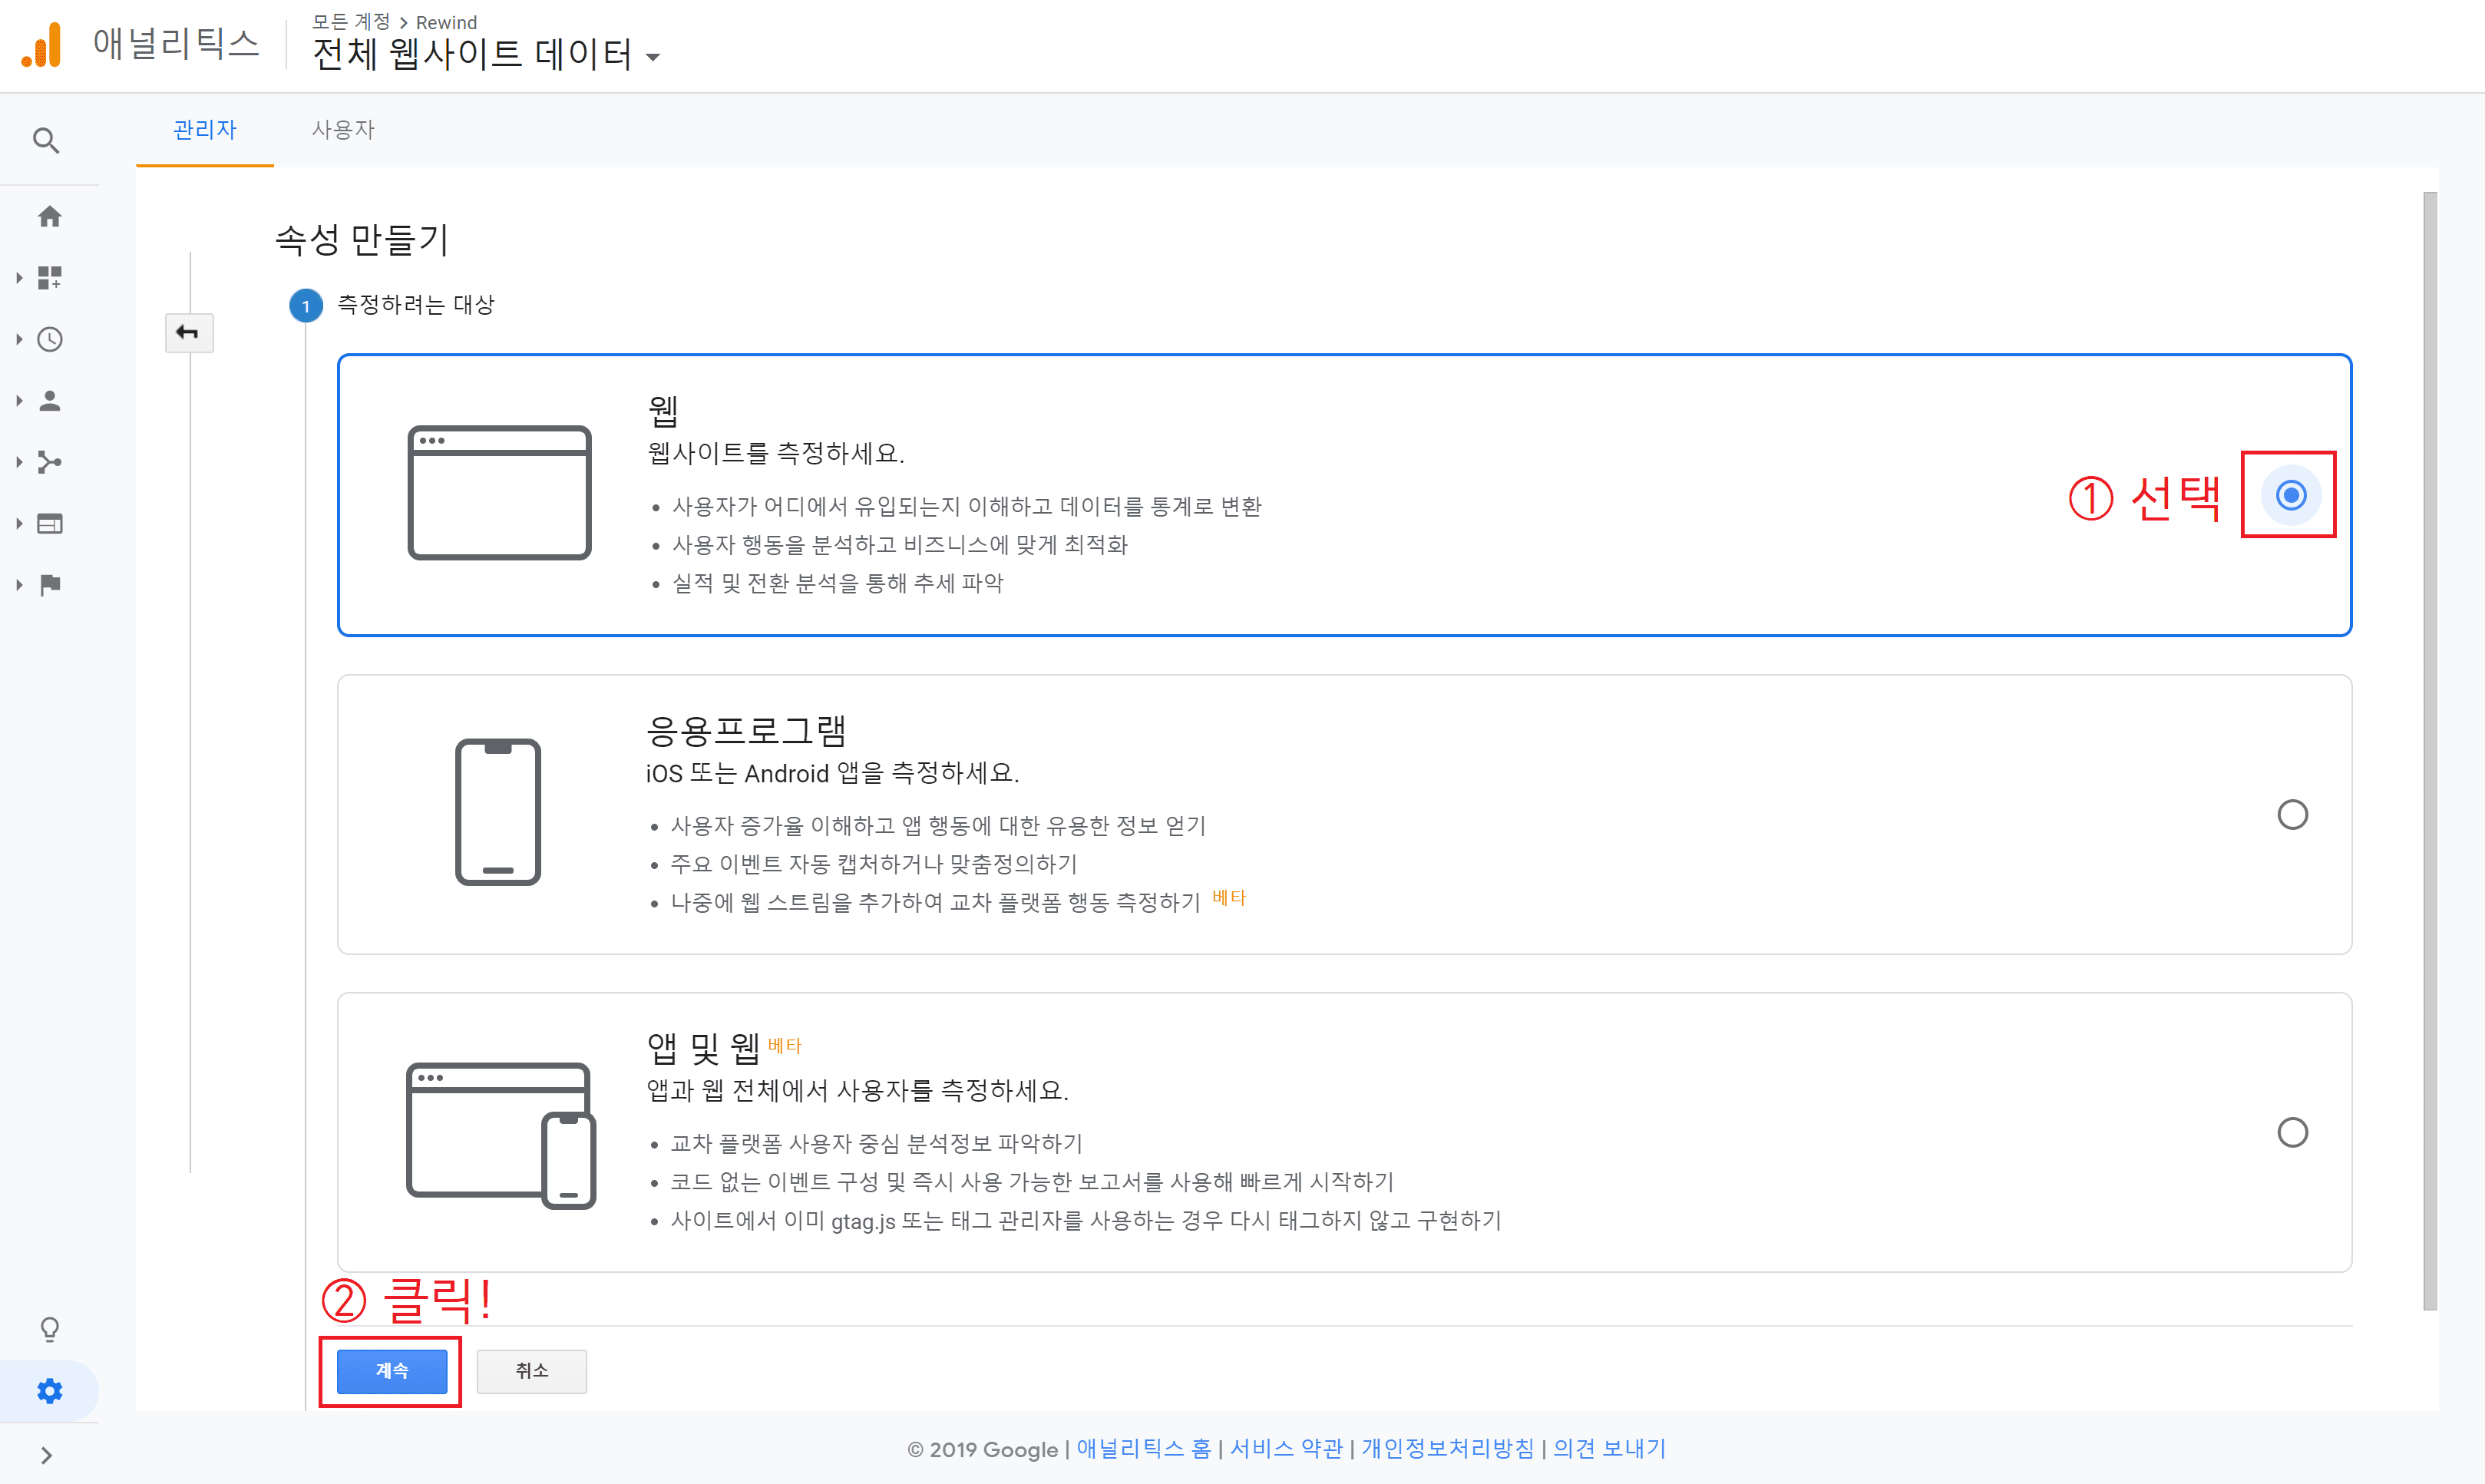 애널리틱스
모든 계정 > Rewind
전체 웹사이트 데이터
관리자 사용자
속성 만들기
1 측정하려는 대상
웹
웹사이트를 측정하세요.
• 사용자가 어디에서 유입되는지 이해하고 데이터를 통계로 변환
• 사용자 행동을 분석하고 비즈니스에 맞게 최적화
• 실적 및 전환 분석을 통해 추세 파악
① 선택
응용프로그램
iOS 또는 Android 앱을 측정하세요.
• 사용자 증가율 이해하고 앱 행동에 대한 유용한 정보 얻기
• 주요 이벤트 자동 캡처하거나 맞춤정의하기
• 나중에 웹 스트림을 추가하여 교차 플랫폼 행동 측정하기 베타
앱 및 웹 베타
앱과 웹 전체에서 사용자를 측정하세요.
• 교차 플랫폼 사용자 중심 분석정보 파악하기
• 코드 없는 이벤트 구성 및 즉시 사용 가능한 보고서를 사용해 빠르게 시작하기
• 사이트에서 이미 gtag.js 또는 태그 관리자를 사용하는 경우 다시 태그하지 않고 구현하기
② 클릭!
계속 취소
© 2019 Google | 애널리틱스 홈 | 서비스 약관 | 개인정보처리방침 | 의견 보내기